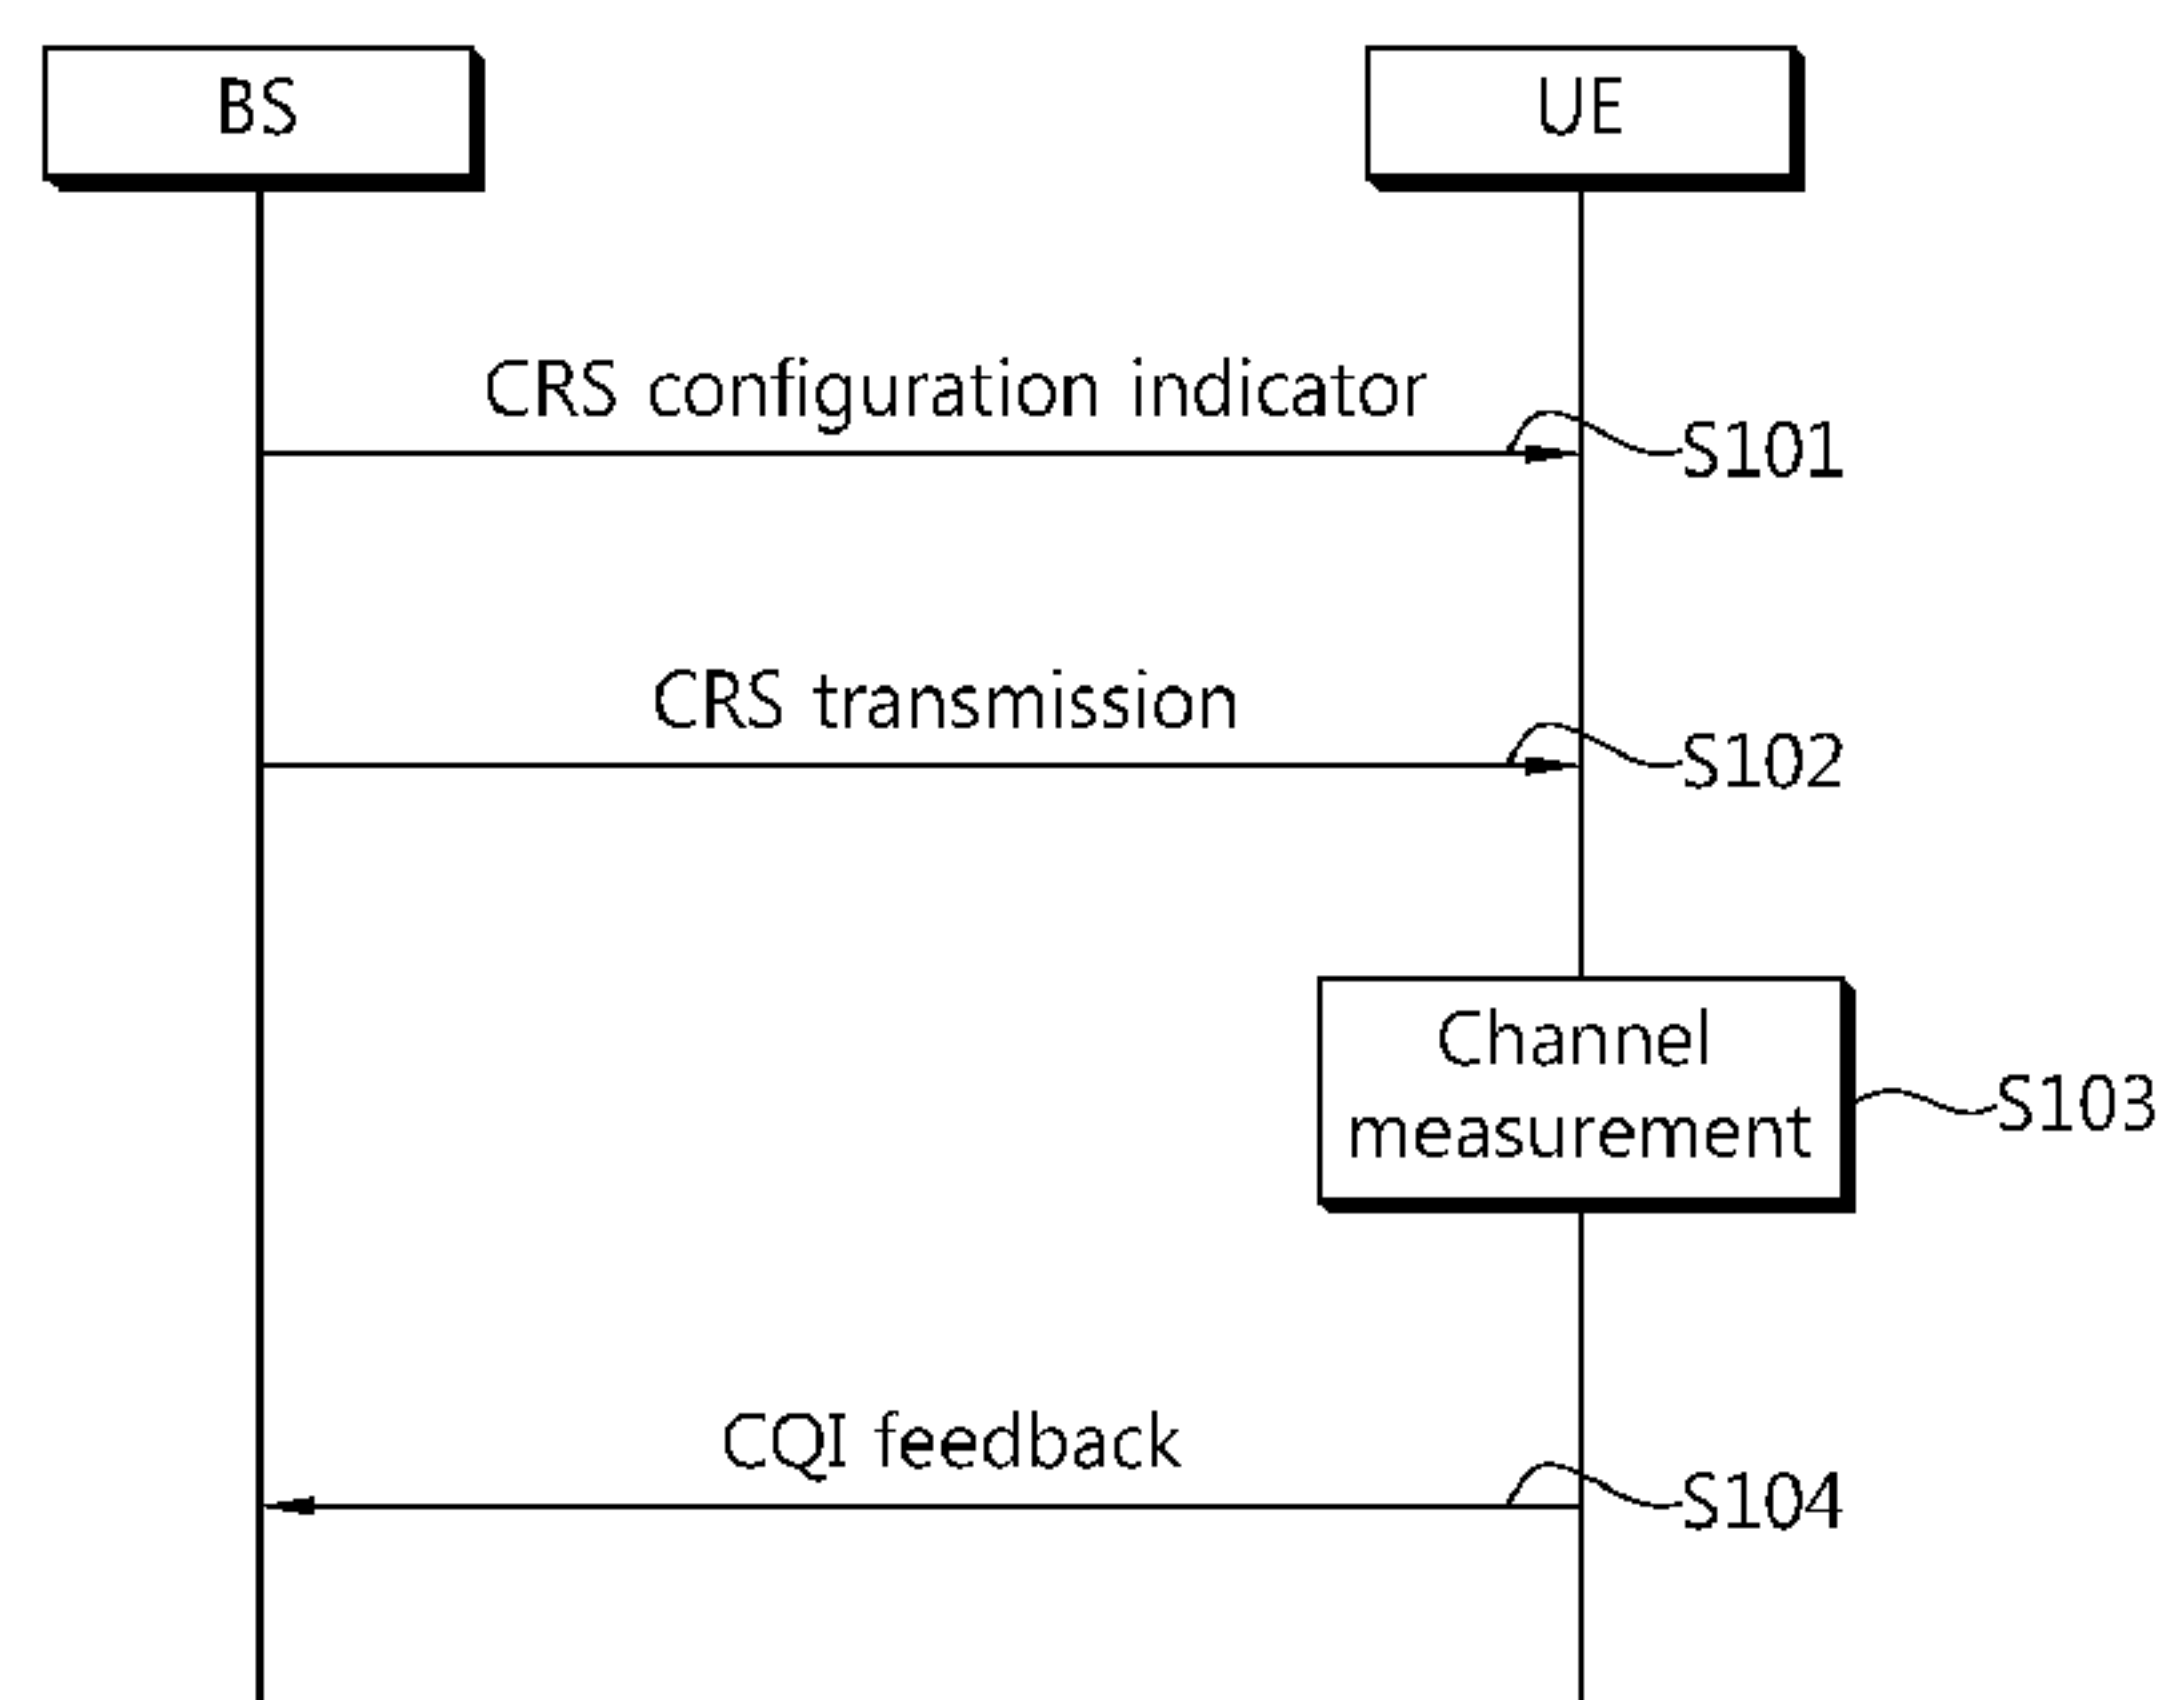 BS
UE
CRS configuration indicator
S101
CRS transmission
S102
Channel
measurement
S103
CQI feedback
S104